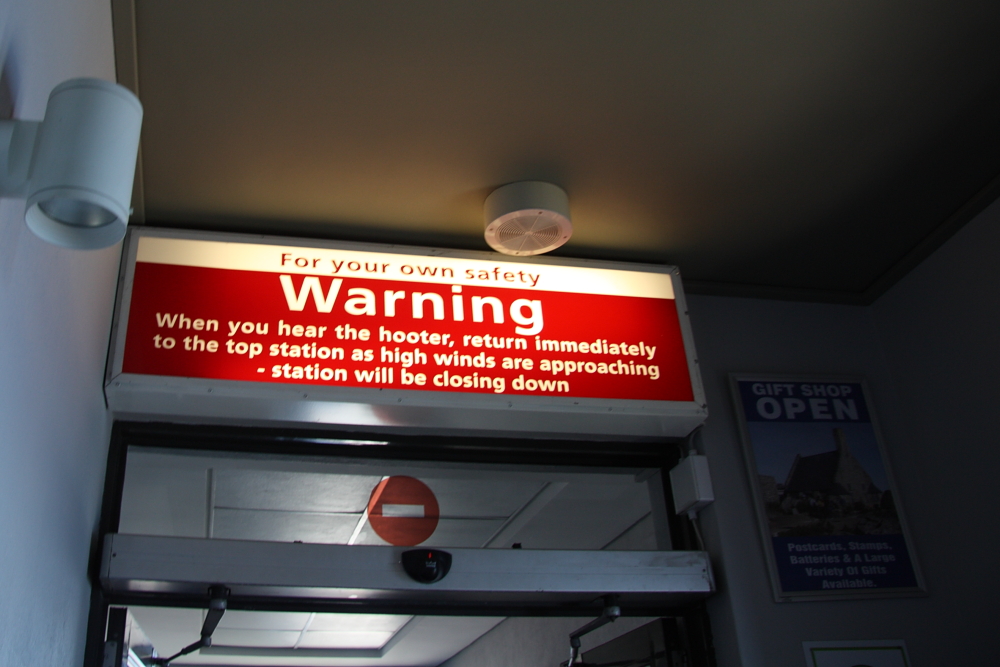 For your own safety
Warning
When you hear the hooter, return immediately
to the top station as high winds are approaching
- station will be closing down
GIFT SHOP
OPEN
Postcards, Stamps,
Batteries & A Large
Variety Of Gifts
Available.